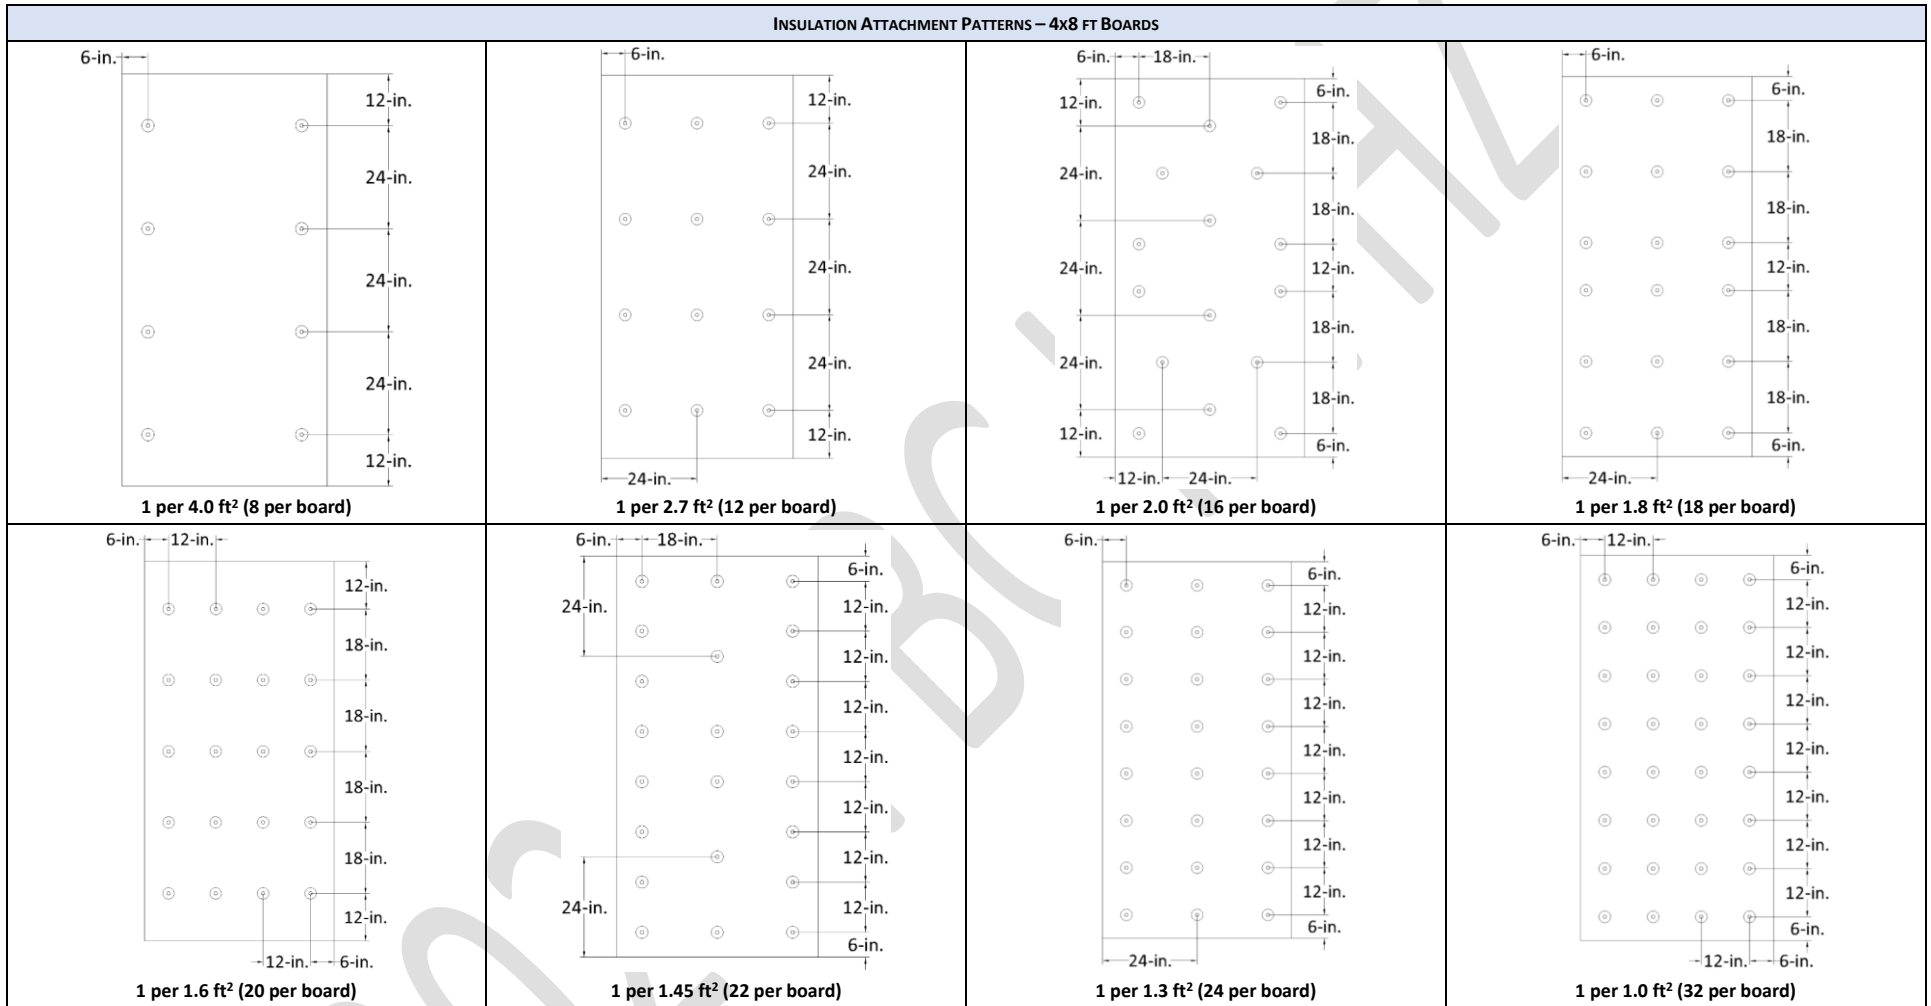 INSULATION ATTACHMENT PATTERNS – 4X8 FT BOARDS
6-in.
12-in.
24-in.
24-in.
24-in.
12-in.
1 per 4.0 ft² (8 per board)
6-in.
12-in.
24-in.
24-in.
24-in.
12-in.
24-in.
1 per 2.7 ft² (12 per board)
6-in. 18-in.
12-in.
24-in.
24-in.
24-in.
12-in.
6-in.
18-in.
18-in.
12-in.
18-in.
18-in.
6-in.
12-in. 24-in.
1 per 2.0 ft² (16 per board)
6-in.
6-in.
18-in.
18-in.
12-in.
18-in.
18-in.
6-in.
24-in.
1 per 1.8 ft² (18 per board)
6-in. 12-in.
12-in.
18-in.
18-in.
18-in.
18-in.
12-in.
12-in. 6-in.
1 per 1.6 ft² (20 per board)
6-in. 18-in.
24-in.
24-in.
6-in.
12-in.
12-in.
12-in.
12-in.
12-in.
12-in.
12-in.
6-in.
1 per 1.45 ft² (22 per board)
6-in.
6-in.
12-in.
12-in.
12-in.
12-in.
12-in.
12-in.
12-in.
6-in.
24-in.
1 per 1.3 ft² (24 per board)
6-in. 12-in.
6-in.
12-in.
12-in.
12-in.
12-in.
12-in.
12-in.
12-in.
6-in.
12-in. 6-in.
1 per 1.0 ft² (32 per board)